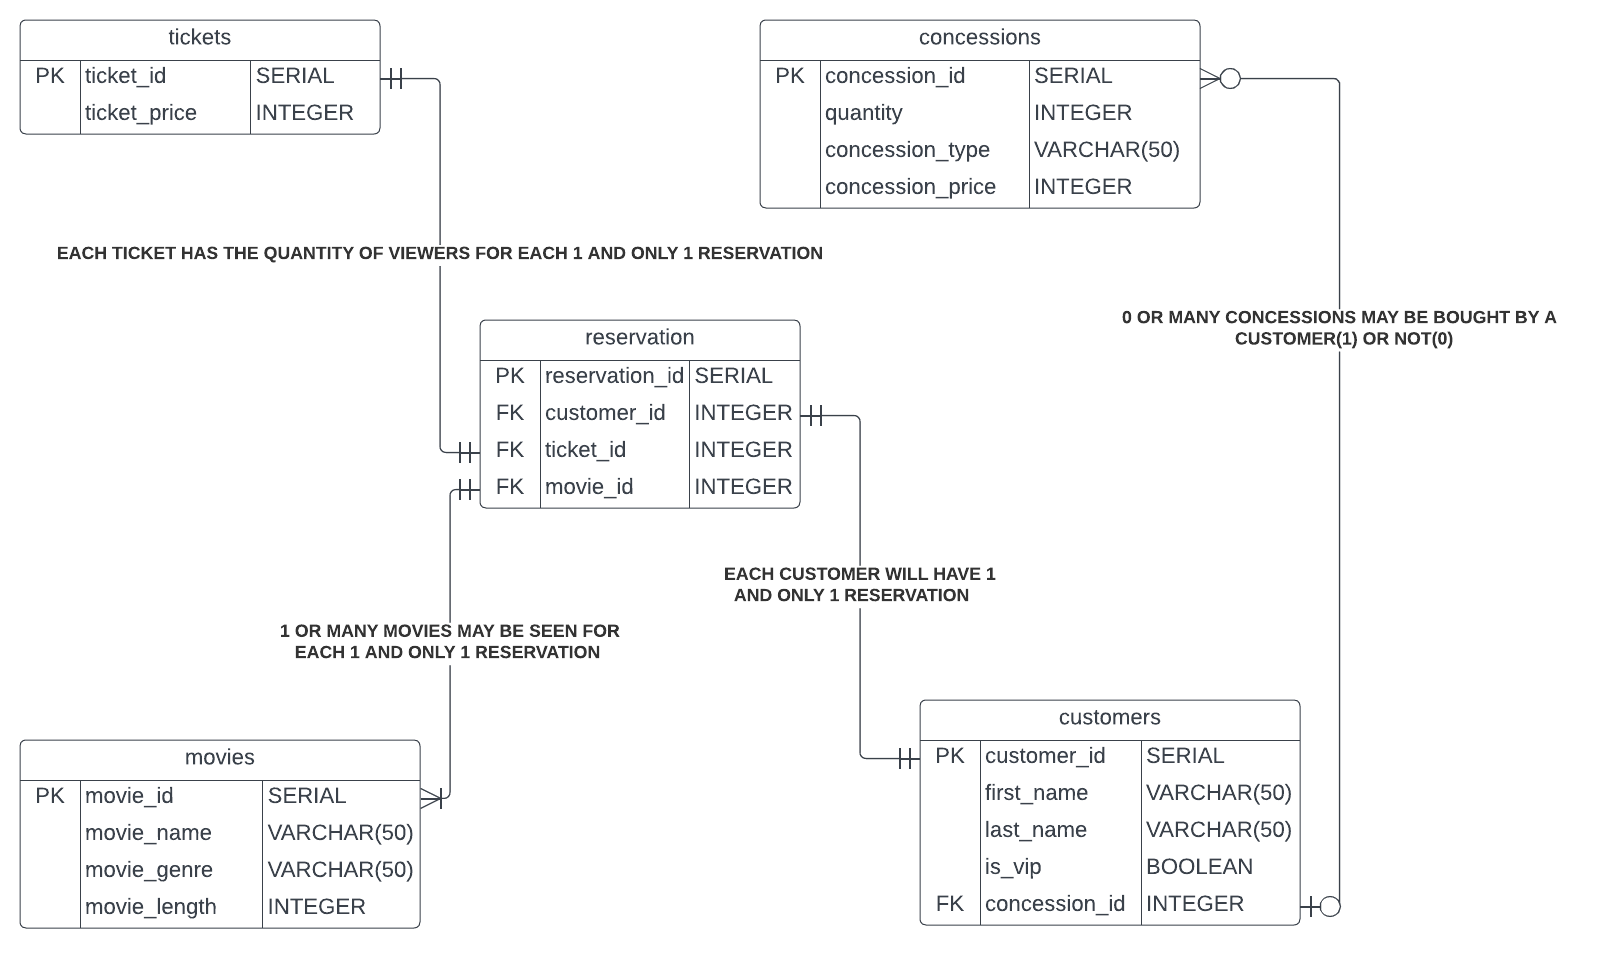 tickets
PK ticket_id SERIAL
ticket_price INTEGER
concessions
PK concession_id SERIAL
quantity INTEGER
concession_type VARCHAR(50)
concession_price INTEGER
EACH TICKET HAS THE QUANTITY OF VIEWERS FOR EACH 1 AND ONLY 1 RESERVATION
0 OR MANY CONCESSIONS MAY BE BOUGHT BY A
CUSTOMER(1) OR NOT(0)
reservation
PK reservation_id SERIAL
FK customer_id INTEGER
FK ticket_id INTEGER
FK movie_id INTEGER
EACH CUSTOMER WILL HAVE 1
AND ONLY 1 RESERVATION
1 OR MANY MOVIES MAY BE SEEN FOR
EACH 1 AND ONLY 1 RESERVATION
movies
PK movie_id SERIAL
movie_name VARCHAR(50)
movie_genre VARCHAR(50)
movie_length INTEGER
customers
PK customer_id SERIAL
first_name VARCHAR(50)
last_name VARCHAR(50)
is_vip BOOLEAN
FK concession_id INTEGER